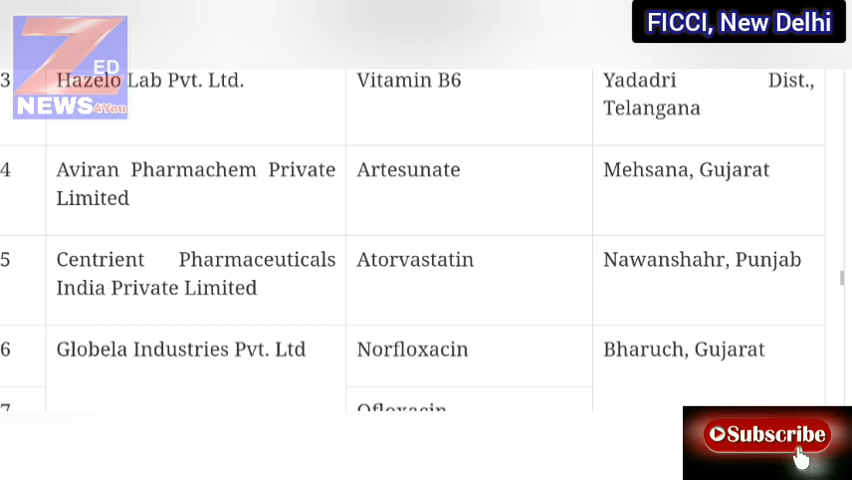 FICCI, New Delhi
Z
ED
NEWS
4You
3 Hazelo Lab Pvt. Ltd. Vitamin B6 Yadadri Dist.,
Telangana
4 Aviran Pharmachem Private Artesunate Mehsana, Gujarat
Limited
5 Centrient Pharmaceuticals Atorvastatin Nawanshahr, Punjab
India Private Limited
6 Globela Industries Pvt. Ltd Norfloxacin Bharuch, Gujarat
7 Ofloxacin
Subscribe